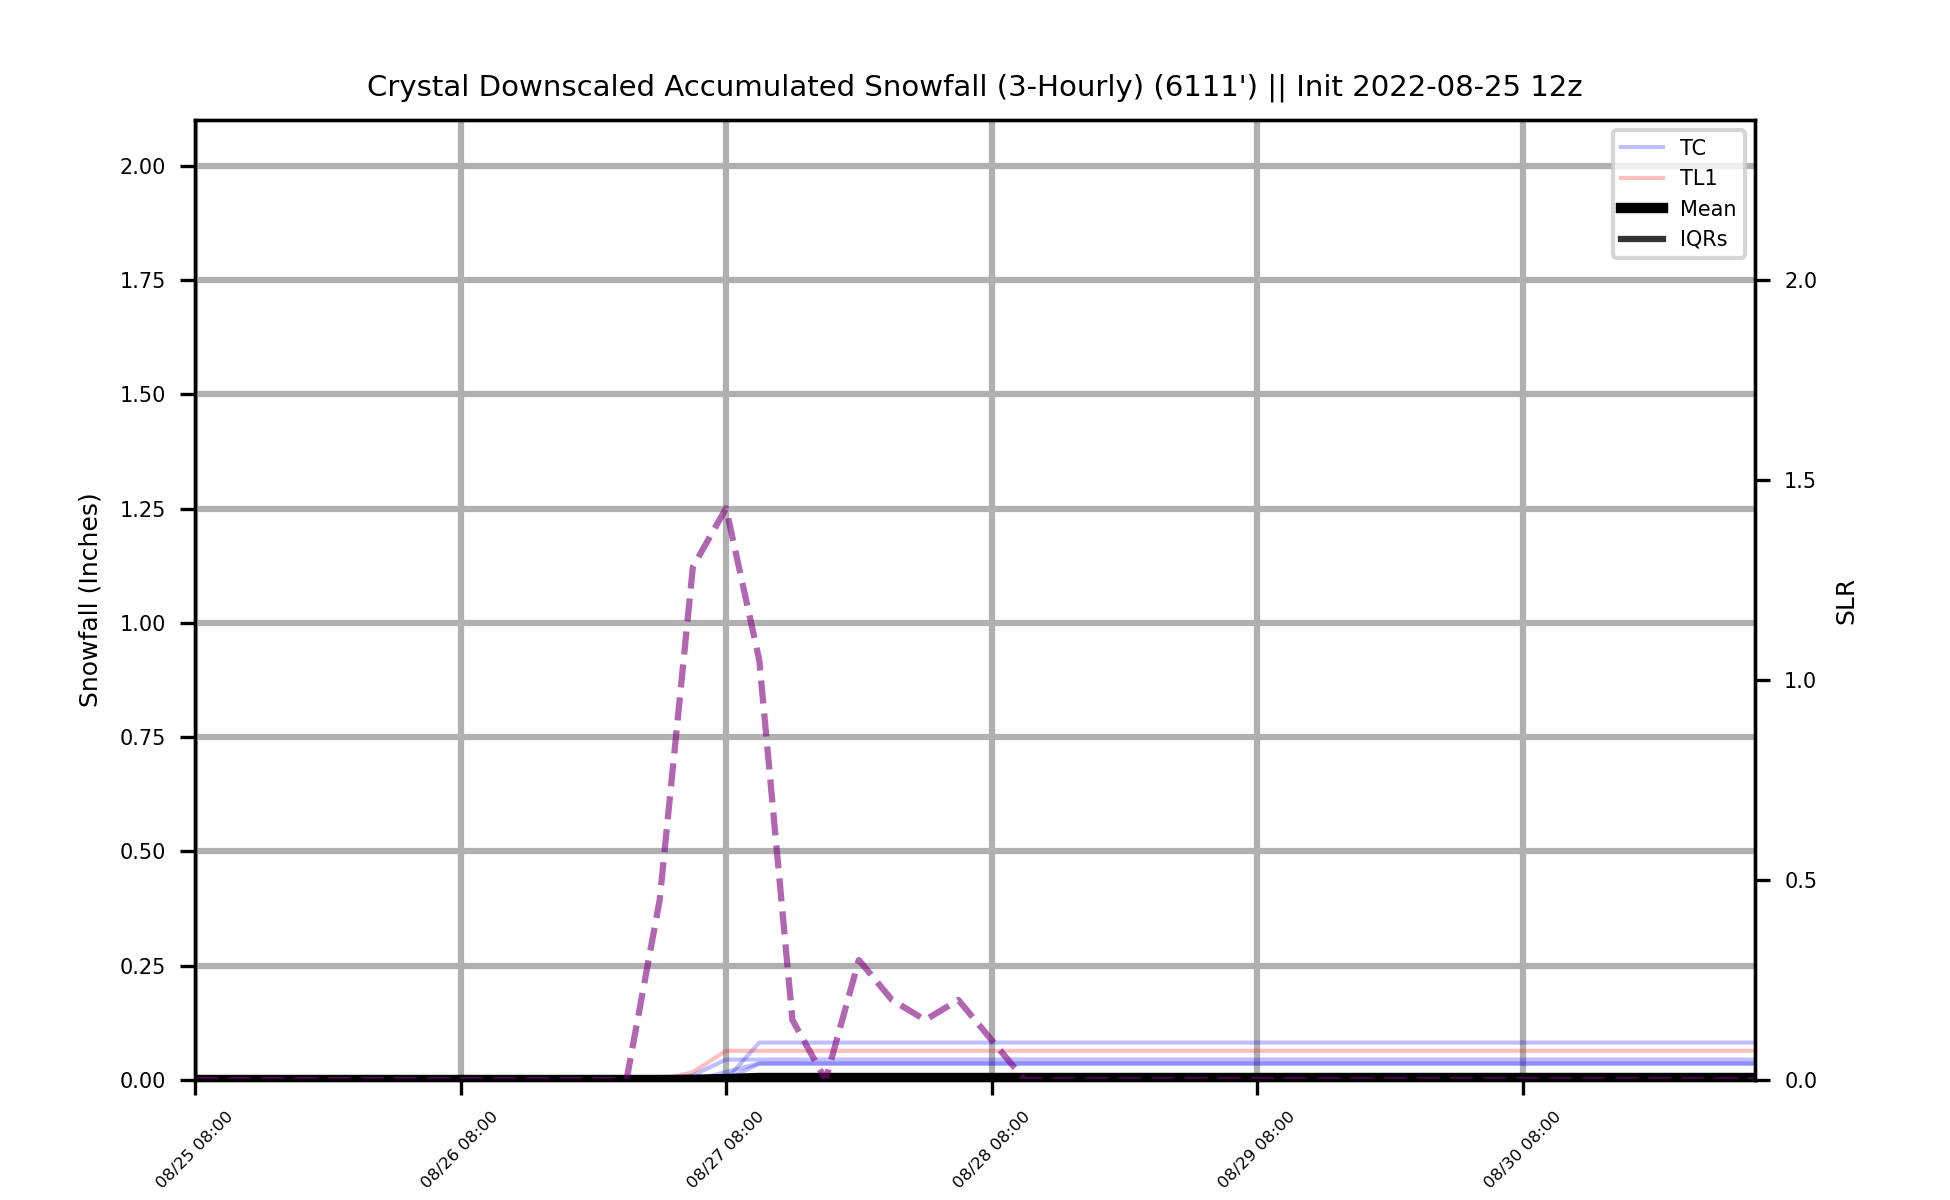 Crystal Downscaled Accumulated Snowfall (3-Hourly) (6111') || Init 2022-08-25 12z
TC
TL1
Mean
IQRs
Snowfall (Inches)
2.00
1.75
1.50
1.25
1.00
0.75
0.50
0.25
0.00
SLR
2.0
1.5
1.0
0.5
0.0
08/25 08:00
08/26 08:00
08/27 08:00
08/28 08:00
08/29 08:00
08/30 08:00